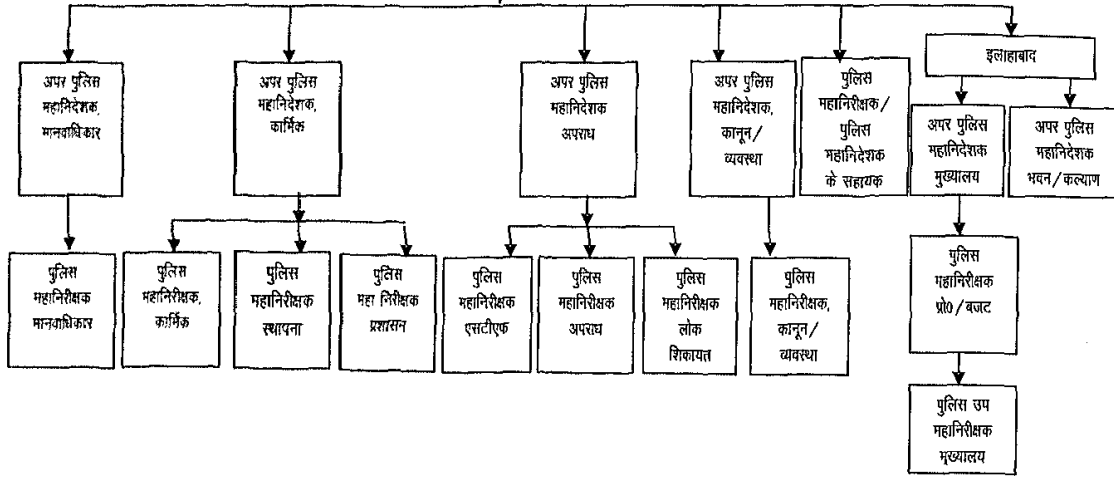 अपर पुलिस
महानिदेशक,
मानवाधिकार
अपर पुलिस
महानिदेशक,
कार्मिक
अपर पुलिस
महानिदेशक
अपराध
अपर पुलिस
महानिदेशक,
कानून/
व्यवस्था
पुलिस
महानिरीक्षक/
पुलिस
महानिदेशक
के सहायक
इलाहाबाद
अपर पुलिस
महानिदेशक
मुख्यालय
अपर पुलिस
महानिदेशक
भवन/कल्याण
पुलिस
महानिरीक्षक
मानवाधिकार
पुलिस
महानिरीक्षक,
कार्मिक
पुलिस
महानिरीक्षक
स्थापना
पुलिस
महा निरीक्षक
प्रशासन
पुलिस
महानिरीक्षक
एसटीएफ
पुलिस
महानिरीक्षक
अपराध
पुलिस
महानिरीक्षक
लोक
शिकायत
पुलिस
महानिरीक्षक,
कानून/
व्यवस्था
पुलिस
महानिरीक्षक
प्रो0/बजट
पुलिस उप
महानिरीक्षक
मुख्यालय